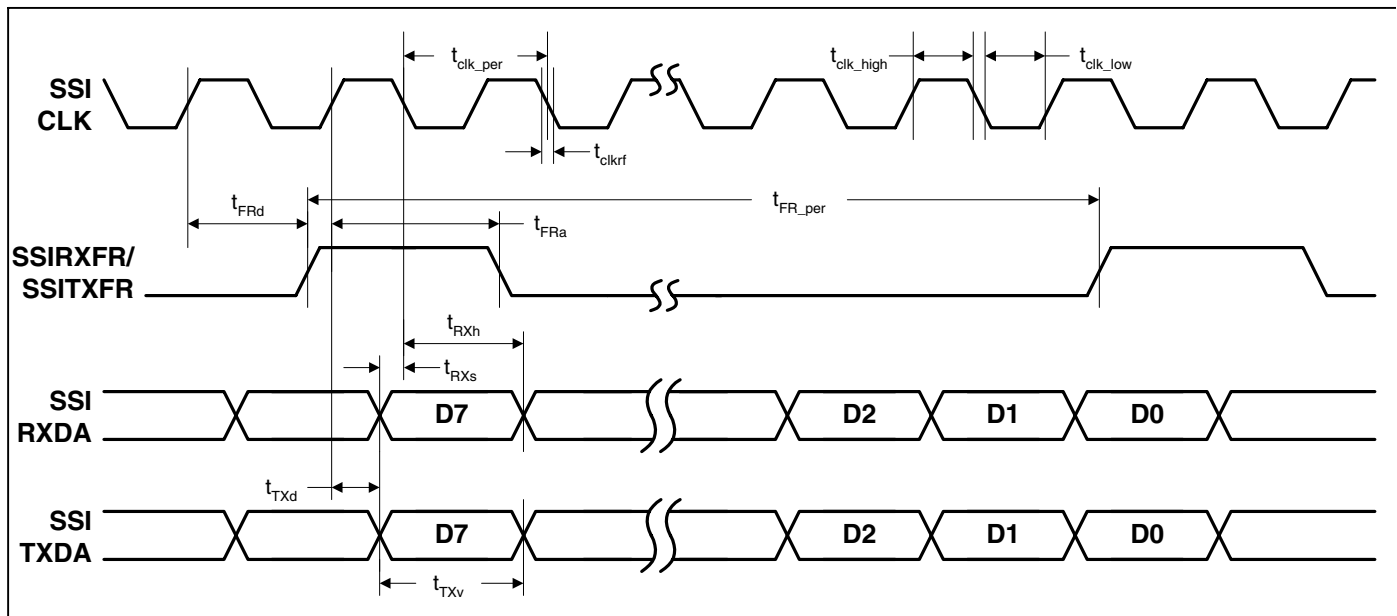 SSI
CLK
t_clk_per
t_clk_high
t_clk_low
t_clkrf
t_FRd
t_FRa
t_FR_per
SSIRXFR/
SSITXFR
t_RXh
t_RXs
SSI
RXDA
D7 D2 D1 D0
t_TXd
SSI
TXDA
D7 D2 D1 D0
t_TXv